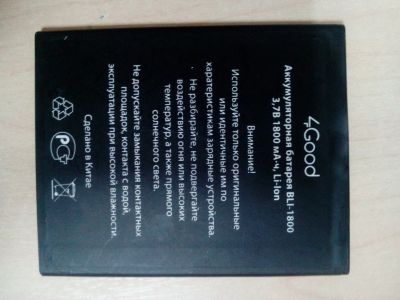 4Good
Аккумуляторная батарея BLI-1800
3,7В 1800 мА·ч, Li-Ion
Внимание!
Используйте только оригинальные
или идентичные им по
характеристикам зарядные устройства.
· Не разбирайте, не подвергайте
воздействию огня или высоких
температур, а также прямого
солнечного света.
Не допускайте замыкания контактных
площадок, контакта с водой,
эксплуатации при высокой влажности.
Сделано в Китае